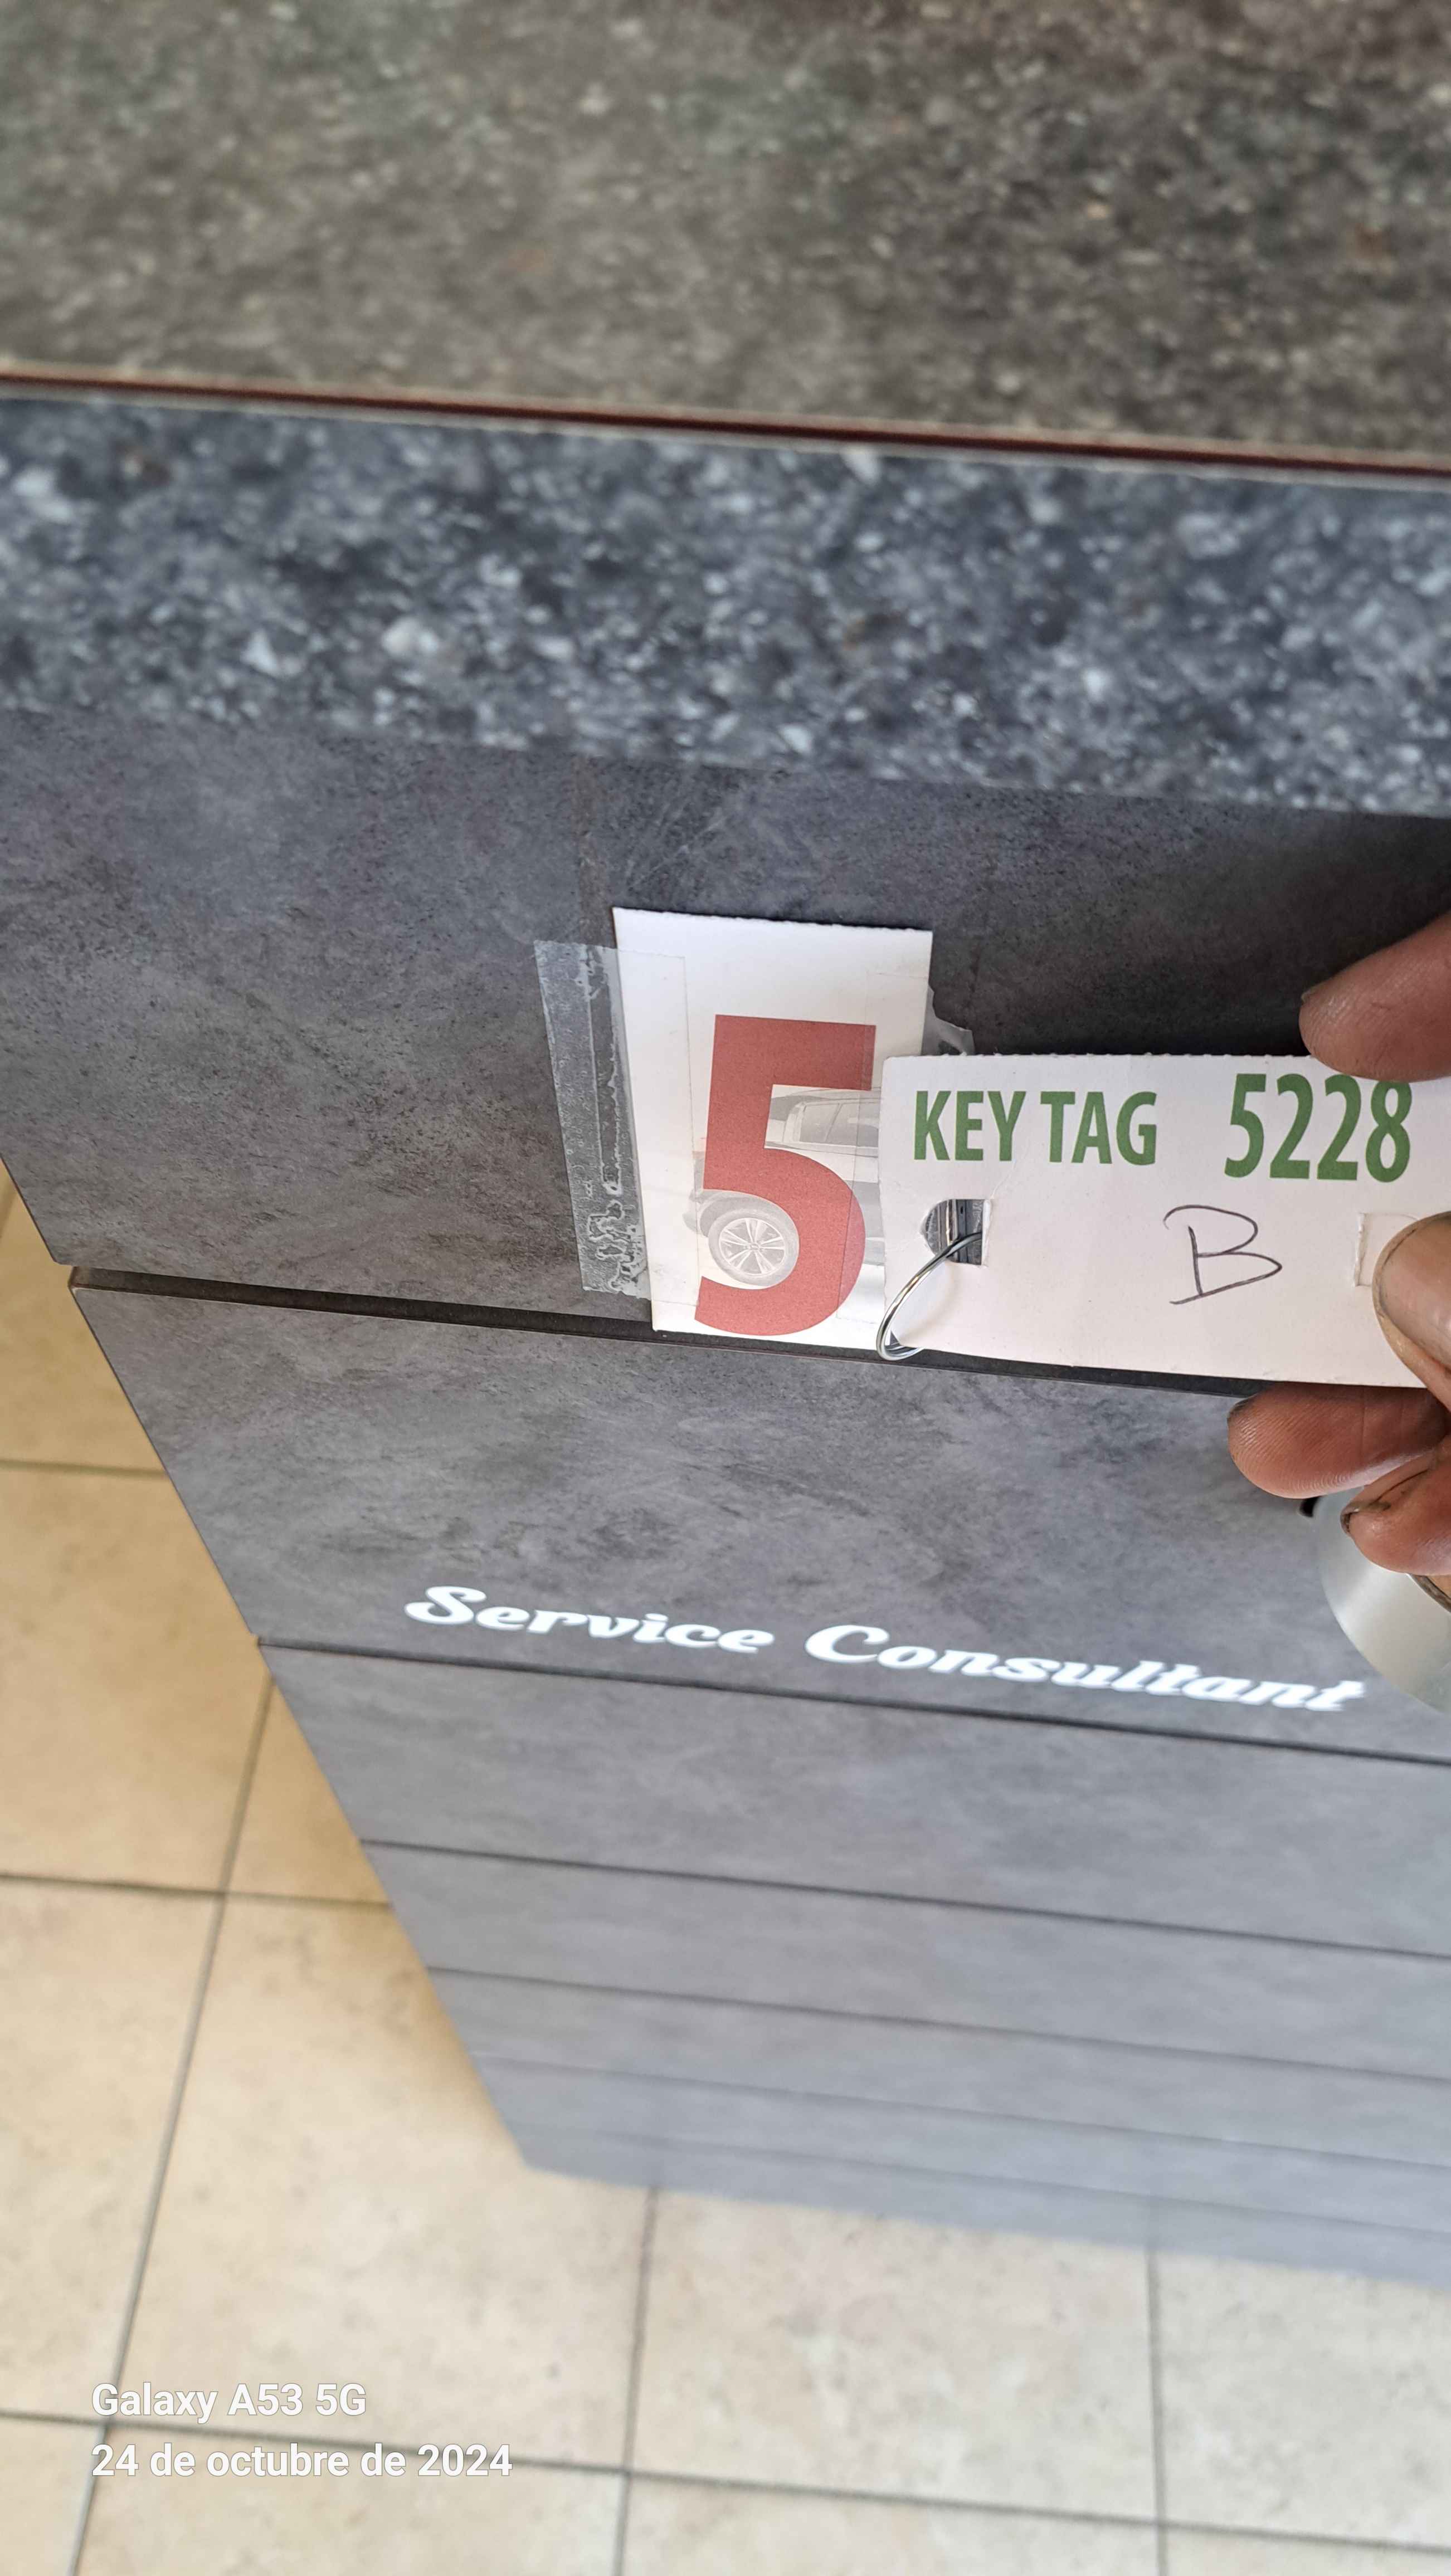 5
KEY TAG 5228
B
Service Consultant
Galaxy A53 5G
24 de octubre de 2024